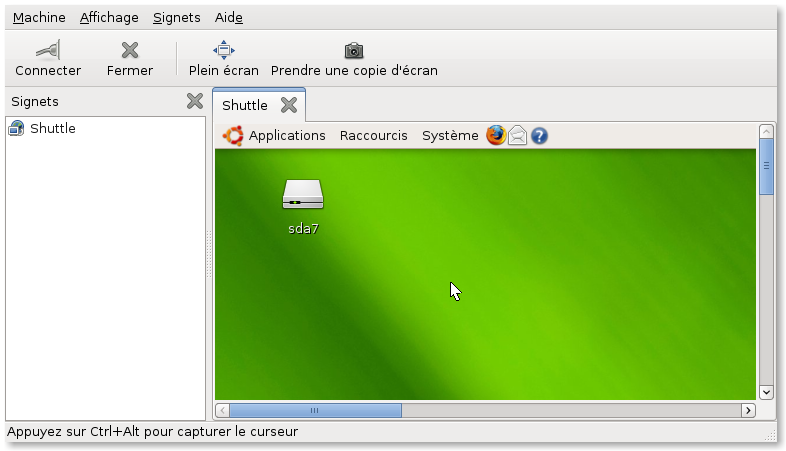 Machine Affichage Signets Aide
Connecter Fermer Plein écran Prendre une copie d'écran
Signets
Shuttle
Shuttle
Applications Raccourcis Système
sda7
Appuyez sur Ctrl+Alt pour capturer le curseur